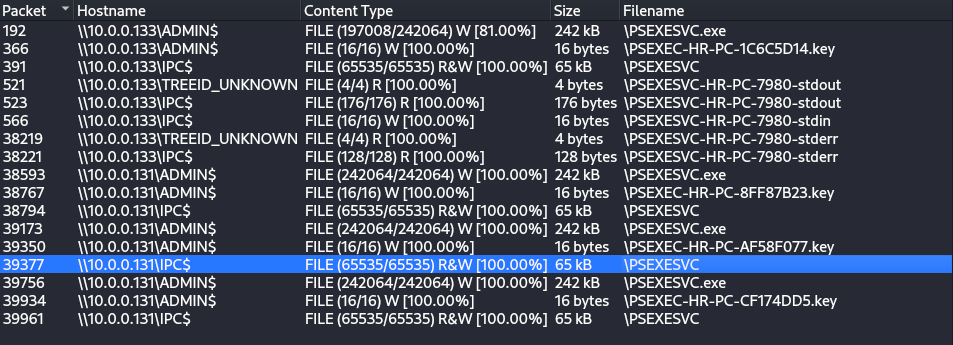 Packet Hostname Content Type Size Filename
192 \\10.0.0.133\ADMIN$ FILE (197008/242064) W [81.00%] 242 kB \PSEXESVC.exe
366 \\10.0.0.133\ADMIN$ FILE (16/16) W [100.00%] 16 bytes \PSEXEC-HR-PC-1C6C5D14.key
391 \\10.0.0.133\IPC$ FILE (65535/65535) R&W [100.00%] 65 kB \PSEXESVC
521 \\10.0.0.133\TREEID_UNKNOWN FILE (4/4) R [100.00%] 4 bytes \PSEXESVC-HR-PC-7980-stdout
523 \\10.0.0.133\IPC$ FILE (176/176) R [100.00%] 176 bytes \PSEXESVC-HR-PC-7980-stdout
566 \\10.0.0.133\IPC$ FILE (16/16) W [100.00%] 16 bytes \PSEXESVC-HR-PC-7980-stdin
38219 \\10.0.0.133\TREEID_UNKNOWN FILE (4/4) R [100.00%] 4 bytes \PSEXESVC-HR-PC-7980-stderr
38221 \\10.0.0.133\IPC$ FILE (128/128) R [100.00%] 128 bytes \PSEXESVC-HR-PC-7980-stderr
38593 \\10.0.0.131\ADMIN$ FILE (242064/242064) W [100.00%] 242 kB \PSEXESVC.exe
38767 \\10.0.0.131\ADMIN$ FILE (16/16) W [100.00%] 16 bytes \PSEXEC-HR-PC-8FF87B23.key
38794 \\10.0.0.131\IPC$ FILE (65535/65535) R&W [100.00%] 65 kB \PSEXESVC
39173 \\10.0.0.131\ADMIN$ FILE (242064/242064) W [100.00%] 242 kB \PSEXESVC.exe
39350 \\10.0.0.131\ADMIN$ FILE (16/16) W [100.00%] 16 bytes \PSEXEC-HR-PC-AF58F077.key
39377 \\10.0.0.131\IPC$ FILE (65535/65535) R&W [100.00%] 65 kB \PSEXESVC
39756 \\10.0.0.131\ADMIN$ FILE (242064/242064) W [100.00%] 242 kB \PSEXESVC.exe
39934 \\10.0.0.131\ADMIN$ FILE (16/16) W [100.00%] 16 bytes \PSEXEC-HR-PC-CF174DD5.key
39961 \\10.0.0.131\IPC$ FILE (65535/65535) R&W [100.00%] 65 kB \PSEXESVC